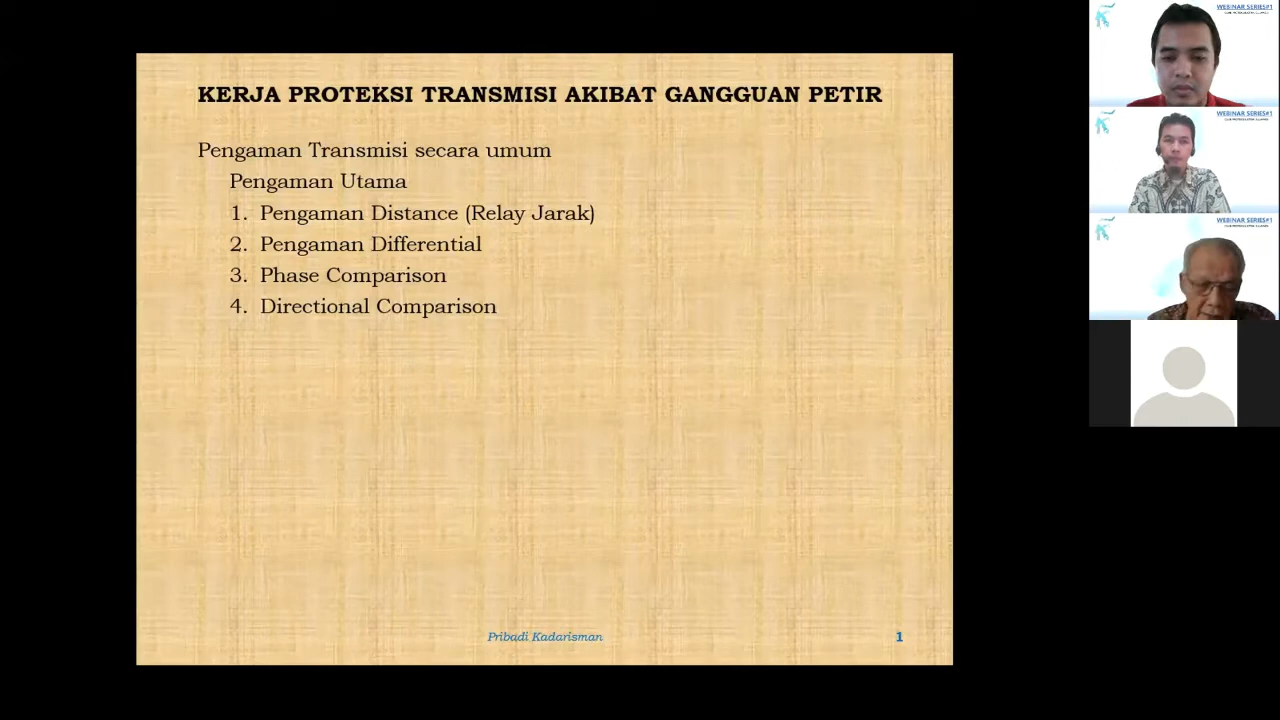 KERJA PROTEKSI TRANSMISI AKIBAT GANGGUAN PETIR
Pengaman Transmisi secara umum
Pengaman Utama
1. Pengaman Distance (Relay Jarak)
2. Pengaman Differential
3. Phase Comparison
4. Directional Comparison
Pribadi Kadarisman
1
WEBINAR SERIES#1
WEBINAR SERIES#1
WEBINAR SERIES#1